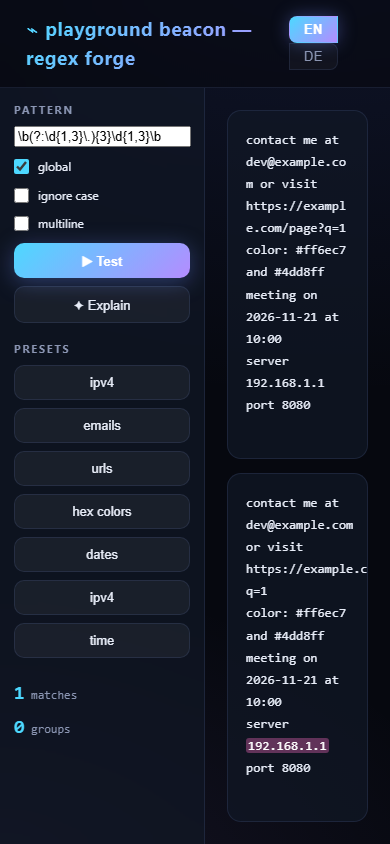 ⌁ playground beacon —
regex forge
EN
DE
PATTERN
\b(?:\d{1,3}\.){3}\d{1,3}\b
global
ignore case
multiline
▶ Test
✦ Explain
PRESETS
ipv4
emails
urls
hex colors
dates
ipv4
time
1 matches
0 groups
contact me at
dev@example.co
m or visit
https://exampl
e.com/page?q=1
color: #ff6ec7
and #4dd8ff
meeting on
2026-11-21 at
10:00
server
192.168.1.1
port 8080
contact me at
dev@example.com
or visit
https://example.c
q=1
color: #ff6ec7
and #4dd8ff
meeting on
2026-11-21 at
10:00
server
192.168.1.1
port 8080